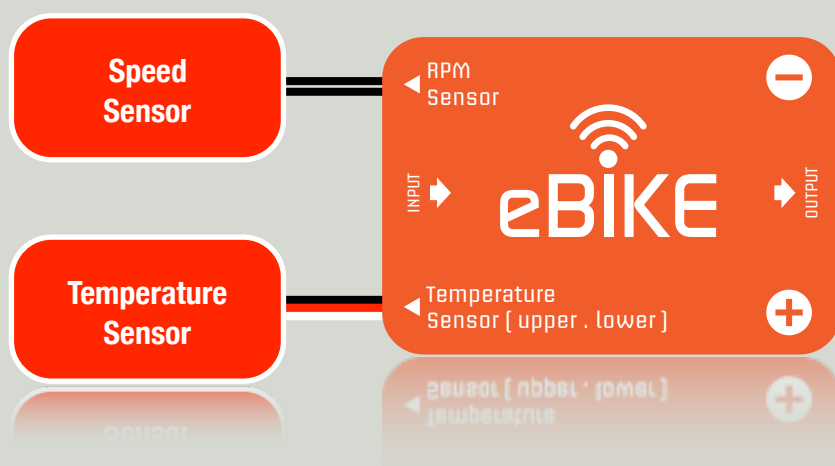 Speed
Sensor
Temperature
Sensor
RPM
Sensor
INPUT
eBIKE
OUTPUT
Temperature
Sensor ( upper . lower )